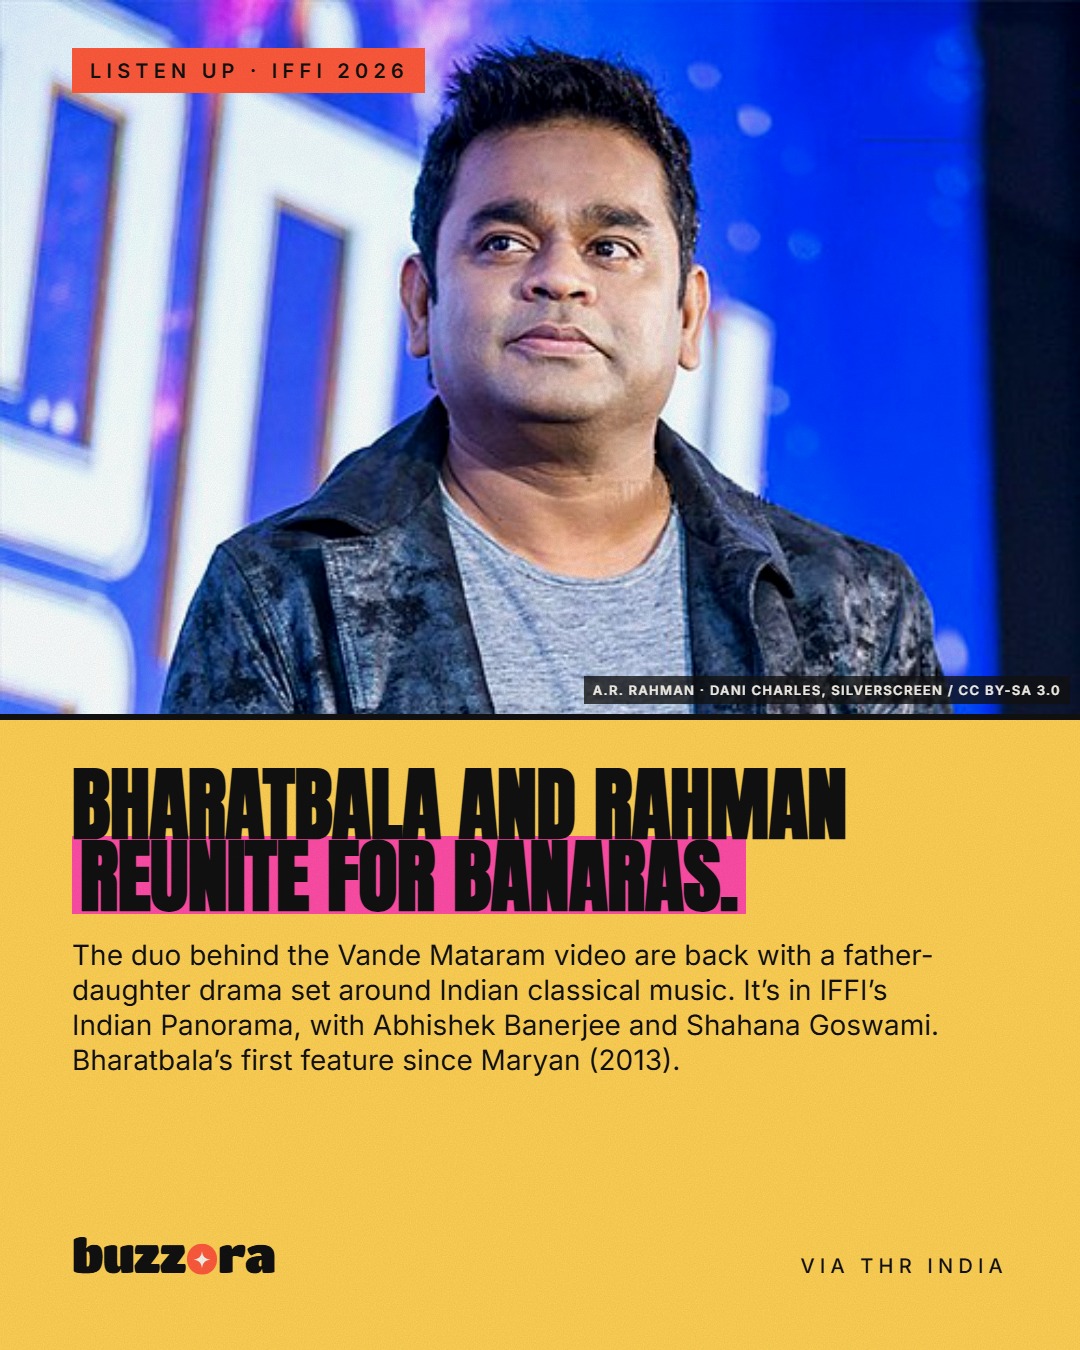 LISTEN UP · IFFI 2026
A.R. RAHMAN · DANI CHARLES, SILVERSCREEN / CC BY-SA 3.0
BHARATBALA AND RAHMAN
REUNITE FOR BANARAS.
The duo behind the Vande Mataram video are back with a father-
daughter drama set around Indian classical music. It’s in IFFI’s
Indian Panorama, with Abhishek Banerjee and Shahana Goswami.
Bharatbala’s first feature since Maryan (2013).
buzzora
VIA THR INDIA